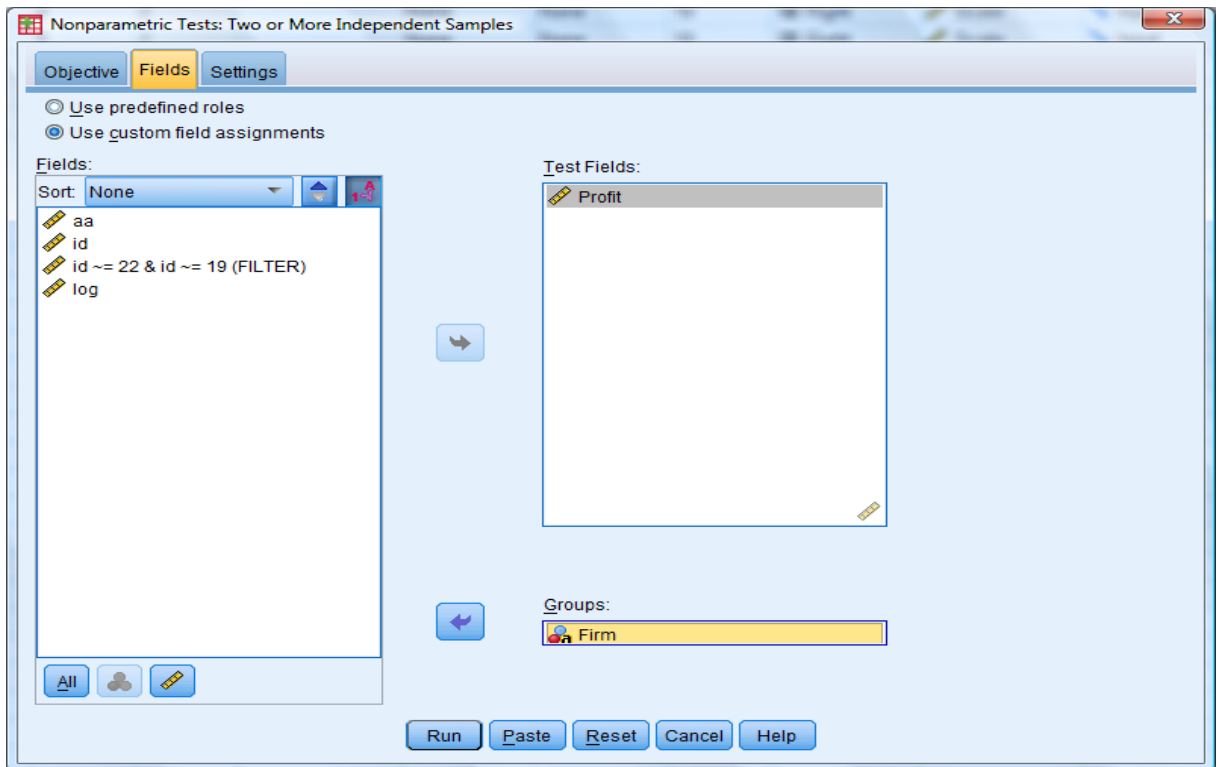 Nonparametric Tests: Two or More Independent Samples
Objective Fields Settings
Use predefined roles
Use custom field assignments
Fields:
Sort: None
aa
id
id ~= 22 & id ~= 19 (FILTER)
log
All
Test Fields:
Profit
Groups:
Firm
Run Paste Reset Cancel Help